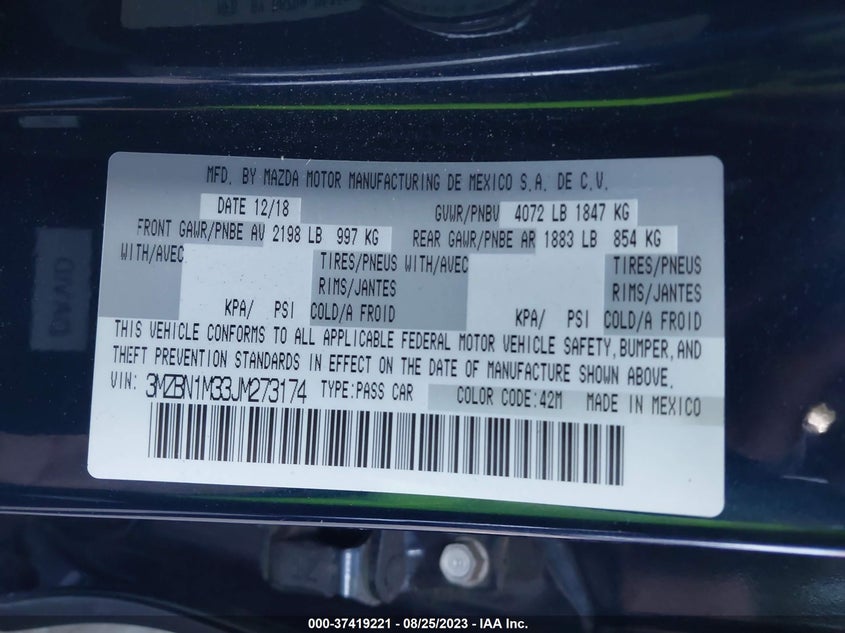 MFD. BY MAZDA MOTOR MANUFACTURING DE MEXICO S.A. DE C.V.
DATE 12/18 GVWR/PNBV 4072 LB 1847 KG
FRONT GAWR/PNBE AV 2198 LB 997 KG REAR GAWR/PNBE AR 1883 LB 854 KG
WITH/AVEC TIRES/PNEUS WITH/AVEC TIRES/PNEUS
RIMS/JANTES RIMS/JANTES
KPA/ PSI COLD/A FROID KPA/ PSI COLD/A FROID
THIS VEHICLE CONFORMS TO ALL APPLICABLE FEDERAL MOTOR VEHICLE SAFETY, BUMPER, AND
THEFT PREVENTION STANDARDS IN EFFECT ON THE DATE OF MANUFACTURE SHOWN ABOVE.
VIN: 3MZBN1M33JM273174 TYPE:PASS CAR COLOR CODE:42M MADE IN MEXICO
000-37419221 - 08/25/2023 - IAA Inc.